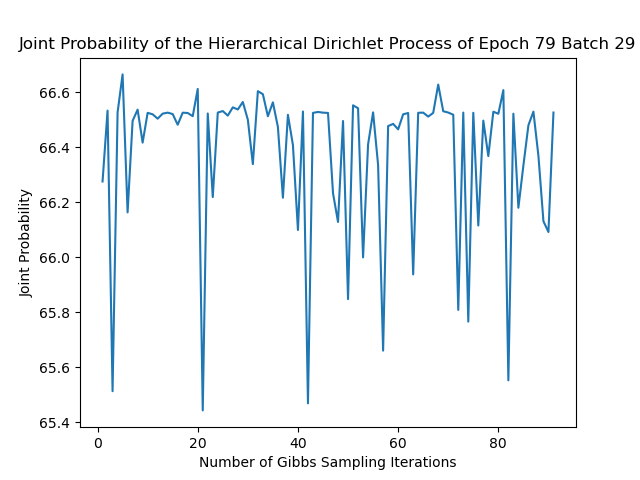 Joint Probability of the Hierarchical Dirichlet Process of Epoch 79 Batch 29
66.6
66.4
66.2
66.0
65.8
65.6
65.4
Joint Probability
0 20 40 60 80
Number of Gibbs Sampling Iterations